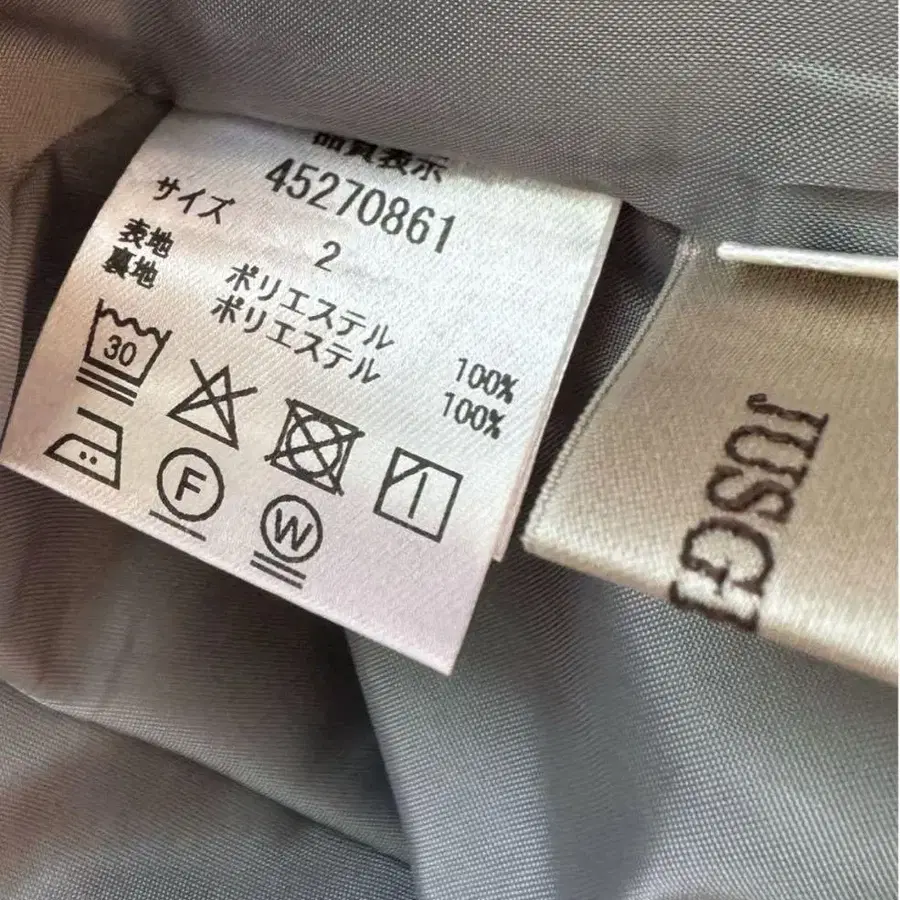 品質表示
45270861
サイズ 2
表地 ポリエステル 100%
裏地 ポリエステル 100%
30
F
W
JUSGL